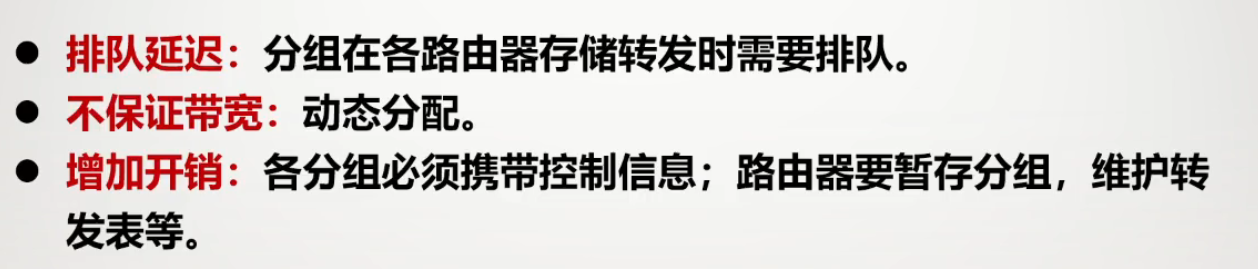 ● 排队延迟：分组在各路由器存储转发时需要排队。
● 不保证带宽：动态分配。
● 增加开销：各分组必须携带控制信息；路由器要暂存分组，维护转
发表等。